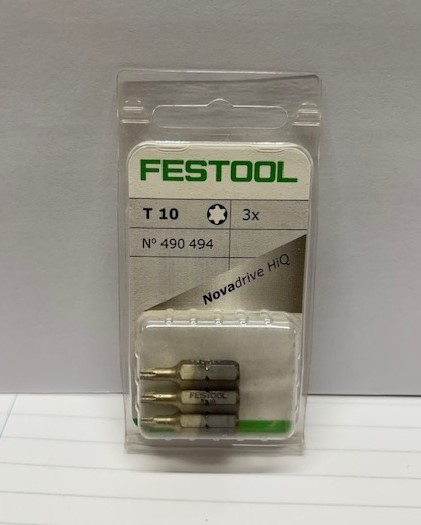 FESTOOL
T 10 3x
Nº 490 494
Novadrive HiQ
FESTOOL